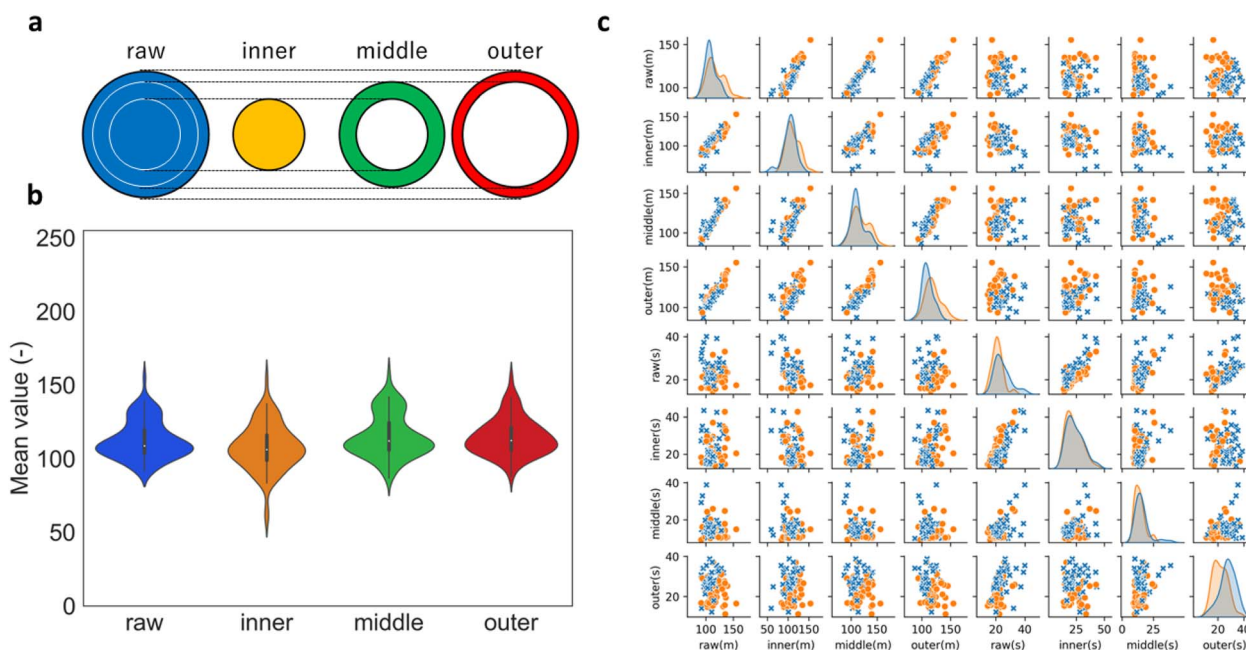 a
raw inner middle outer
b
250
200
150
100
50
0
Mean value (-)
raw inner middle outer
c
raw(m) 150 100
inner(m) 150 100
middle(m) 150 100
outer(m) 150 100
raw(s) 40 20
inner(s) 40 20
middle(s) 40 20
outer(s) 40 20
100 150 50 100 150 100 150 100 150 20 40 25 50 0 25 20 40
raw(m) inner(m) middle(m) outer(m) raw(s) inner(s) middle(s) outer(s)